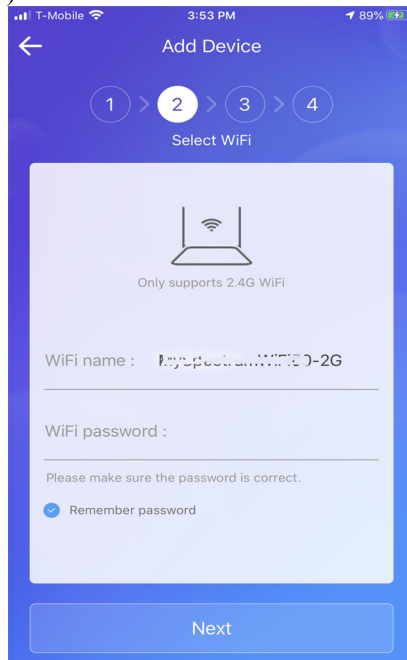 T-Mobile 3:53 PM 89%
Add Device
1 > 2 > 3 > 4
Select WiFi
Only supports 2.4G WiFi
WiFi name : -2G
WiFi password :
Please make sure the password is correct.
Remember password
Next